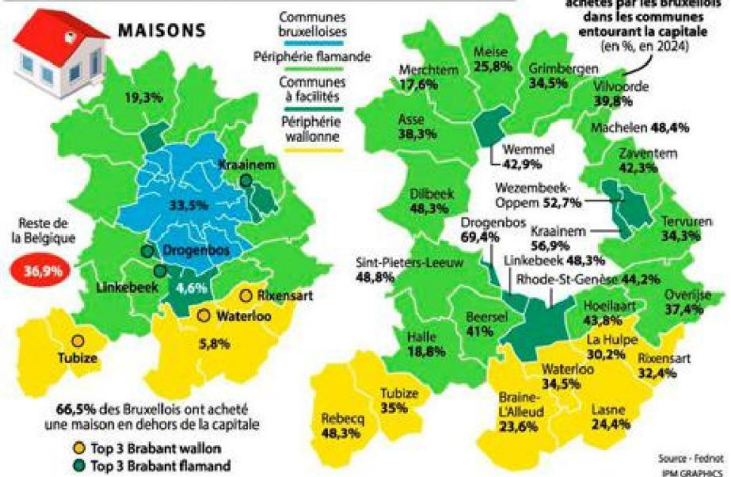 MAISONS
Communes
bruxelloises
Périphérie flamande
Communes
à facilités
Périphérie
wallonne
19,3%
Kraainem
33,5%
Reste de
la Belgique
36,9%
Drogenbos
Linkebeek
4,6%
Rixensart
Waterloo
5,8%
Tubize
66,5% des Bruxellois ont acheté
une maison en dehors de la capitale
Top 3 Brabant wallon
Top 3 Brabant flamand
achetés par les Bruxellois
dans les communes
entourant la capitale
(en %, en 2024)
Meise
25,8%
Merchtem
17,6%
Grimbergen
34,5%
Vilvoorde
39,8%
Asse
38,3%
Machelen 48,4%
Wemmel
42,9%
Zaventem
42,3%
Dilbeek
48,3%
Wezembeek-
Oppem 52,7%
Drogenbos
69,4%
Kraainem
56,9%
Tervuren
34,3%
Sint-Pieters-Leeuw
48,8%
Linkebeek 48,3%
Rhode-St-Genèse 44,2%
Beersel
41%
Hoeilaart
43,8%
Overijse
37,4%
Halle
18,8%
La Hulpe
30,2%
Rixensart
32,4%
Waterloo
34,5%
Tubize
35%
Rebecq
48,3%
Braine-
L'Alleud
23,6%
Lasne
24,4%
Source - Fednot
IPM GRAPHICS